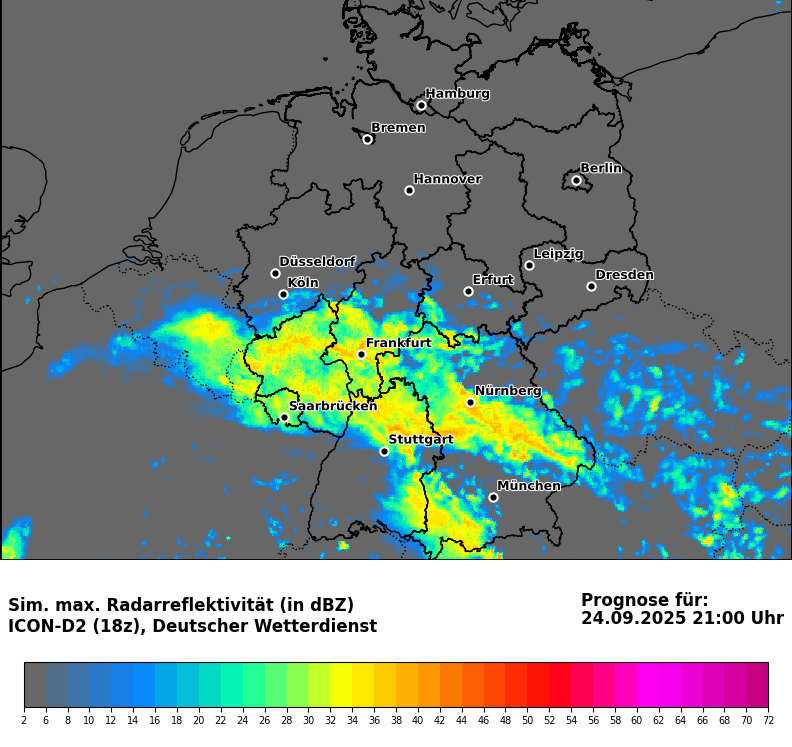 Hamburg
Bremen
Berlin
Hannover
Leipzig
Düsseldorf
Dresden
Köln
Erfurt
Frankfurt
Nürnberg
Saarbrücken
Stuttgart
München
Sim. max. Radarreflektivität (in dBZ)
ICON-D2 (18z), Deutscher Wetterdienst
Prognose für:
24.09.2025 21:00 Uhr
2 6 8 10 12 14 16 18 20 22 24 26 28 30 32 34 36 38 40 42 44 46 48 50 52 54 56 58 60 62 64 66 68 70 72